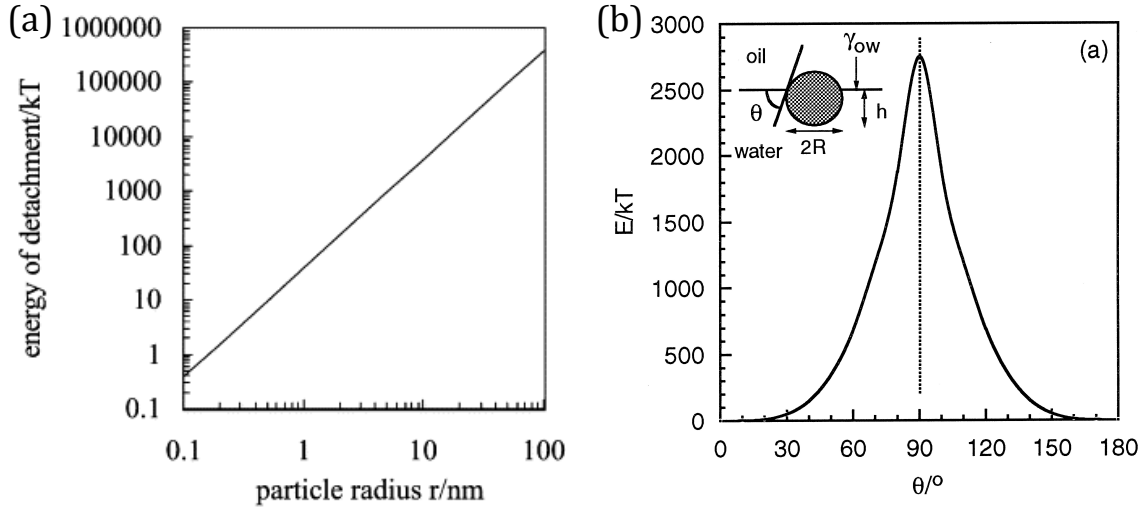 (a)
energy of detachment/kT
1000000
100000
10000
1000
100
10
1
0.1
0.1 1 10 100
particle radius r/nm
(b)
E/kT
3000
2500
2000
1500
1000
500
0
0 30 60 90 120 150 180
θ/°
(a)
oil
γow
θ
h
water
2R